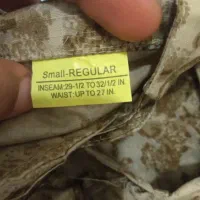 Small-REGULAR
INSEAM:29-1/2 TO 32/1/2 IN
WAIST:UP TO 27 IN.